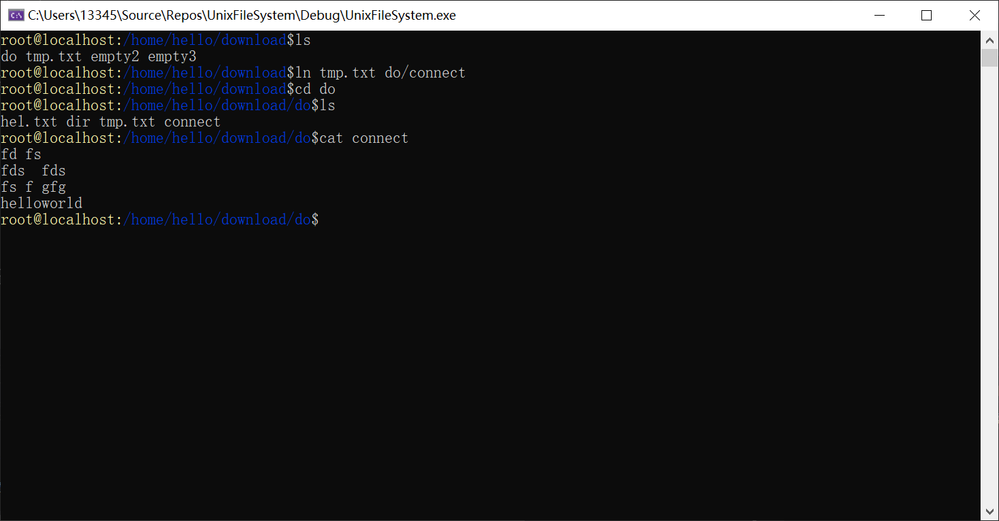 C:\Users\13345\Source\Repos\UnixFileSystem\Debug\UnixFileSystem.exe
root@localhost:/home/hello/download$ls
do tmp.txt empty2 empty3
root@localhost:/home/hello/download$ln tmp.txt do/connect
root@localhost:/home/hello/download$cd do
root@localhost:/home/hello/download/do$ls
hel.txt dir tmp.txt connect
root@localhost:/home/hello/download/do$cat connect
fd fs
fds  fds
fs f gfg
helloworld
root@localhost:/home/hello/download/do$